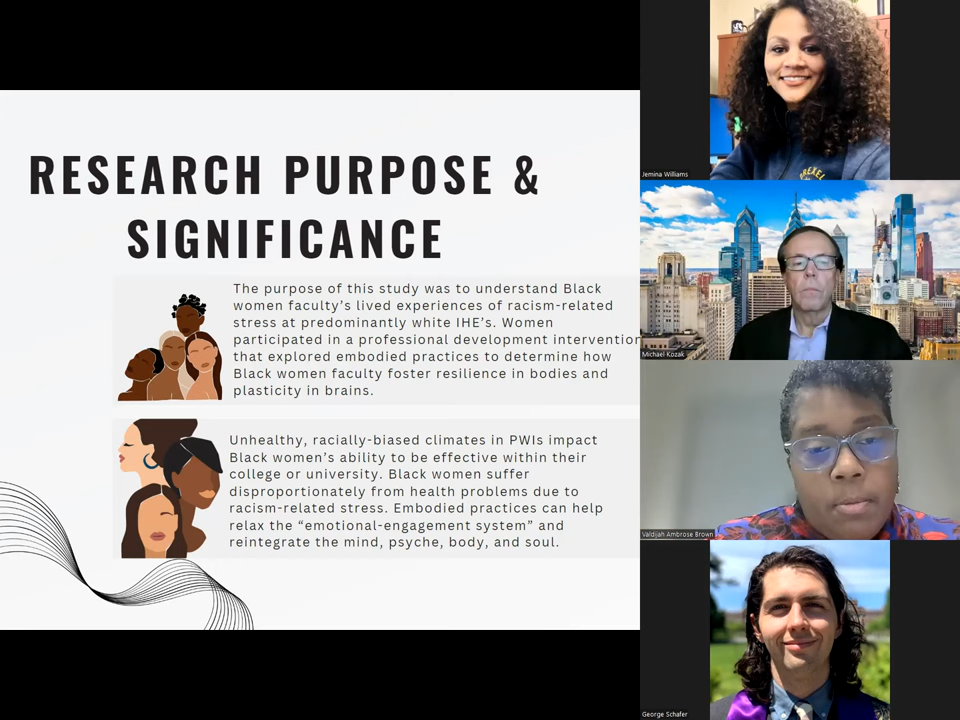 RESEARCH PURPOSE &
SIGNIFICANCE
The purpose of this study was to understand Black
women faculty's lived experiences of racism-related
stress at predominantly white IHE's. Women
participated in a professional development intervention
that explored embodied practices to determine how
Black women faculty foster resilience in bodies and
plasticity in brains.
Unhealthy, racially-biased climates in PWIs impact
Black women's ability to be effective within their
college or university. Black women suffer
disproportionately from health problems due to
racism-related stress. Embodied practices can help
relax the “emotional-engagement system” and
reintegrate the mind, psyche, body, and soul.
DREXEL
Jemina Williams
Michael Kozak
Valdijah Ambrose Brown
George Schafer